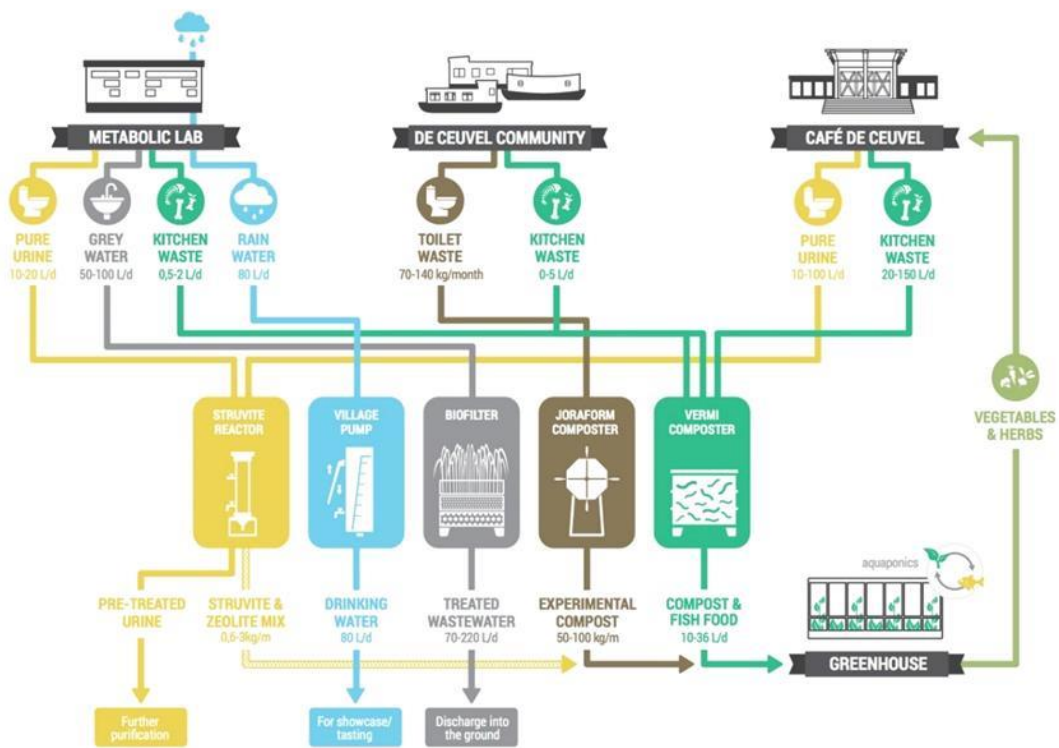 METABOLIC LAB
DE CEUVEL COMMUNITY
CAFÉ DE CEUVEL
PURE
URINE
10-20 L/d
GREY
WATER
50-100 L/d
KITCHEN
WASTE
0,5-2 L/d
RAIN
WATER
80 L/d
TOILET
WASTE
70-140 kg/month
KITCHEN
WASTE
0-5 L/d
PURE
URINE
10-100 L/d
KITCHEN
WASTE
20-150 L/d
VEGETABLES
& HERBS
STRUVITE
REACTOR
VILLAGE
PUMP
BIOFILTER
JORAFORM
COMPOSTER
VERMI
COMPOSTER
aquaponics
PRE-TREATED
URINE
STRUVITE &
ZEOLITE MIX
0,6-3kg/m
DRINKING
WATER
80 L/d
TREATED
WASTEWATER
70-220 L/d
EXPERIMENTAL
COMPOST
50-100 kg/m
COMPOST &
FISH FOOD
10-36 L/d
GREENHOUSE
Further
purification
For showcase/
tasting
Discharge into
the ground